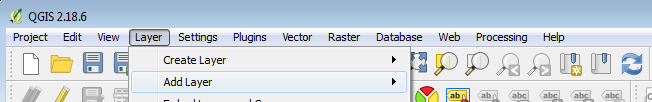 QGIS 2.18.6
Project Edit View Layer Settings Plugins Vector Raster Database Web Processing Help
Create Layer
Add Layer